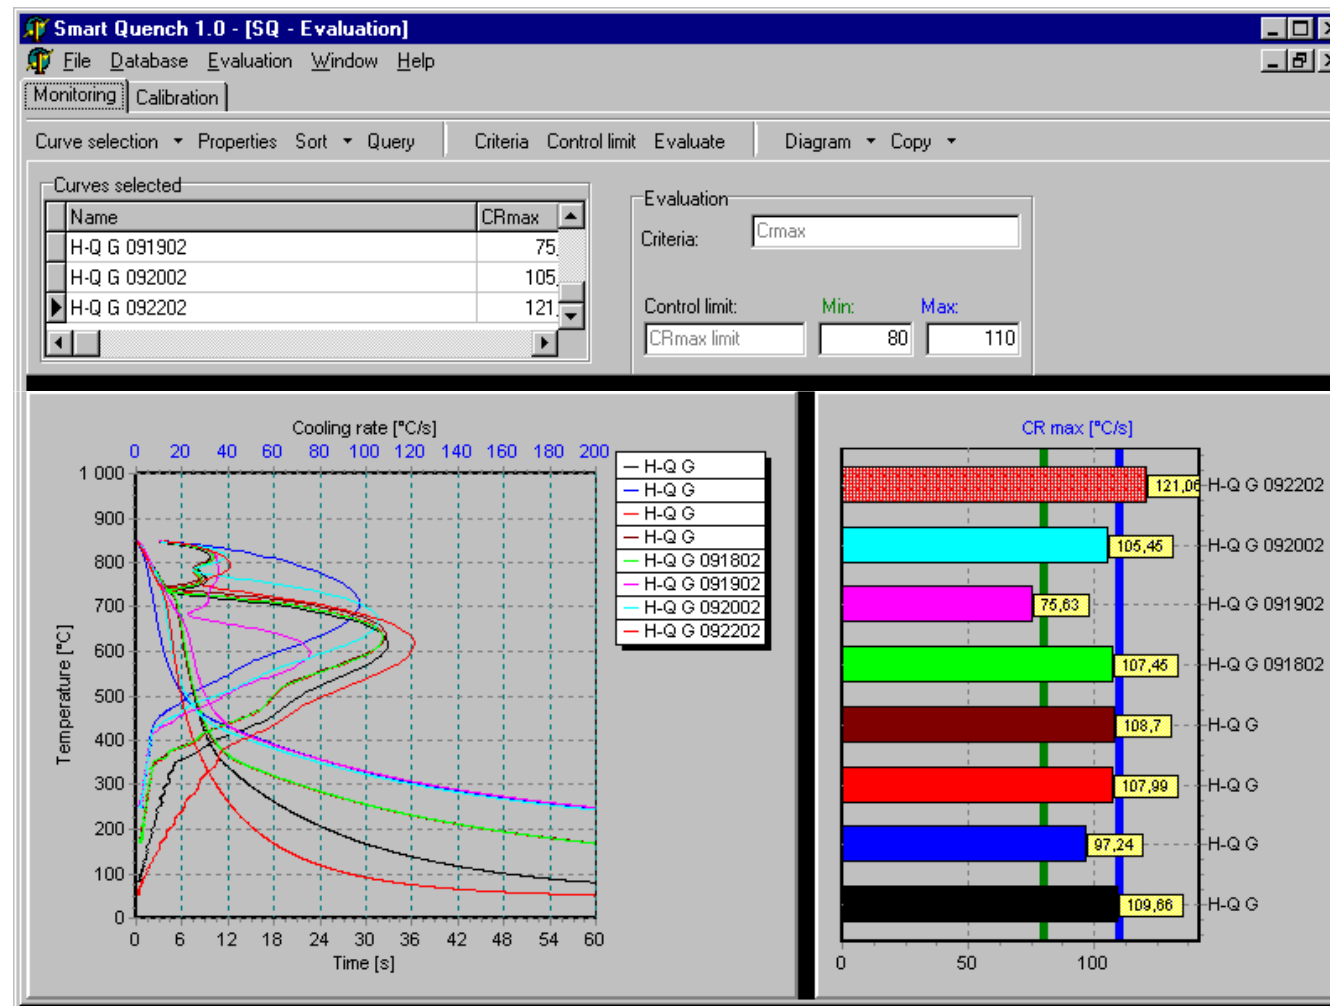 Smart Quench 1.0 - [SQ - Evaluation]
File Database Evaluation Window Help
Monitoring Calibration
Curve selection Properties Sort Query Criteria Control limit Evaluate Diagram Copy
Curves selected
Name CRmax
H-Q G 091902 75,
H-Q G 092002 105,
H-Q G 092202 121,
Evaluation
Criteria: Crmax
Control limit: Min: Max:
CRmax limit 80 110
Cooling rate [°C/s]
0 20 40 60 80 100 120 140 160 180 200
1 000
900
800
700
600
500
400
300
200
100
0
Temperature [°C]
0 6 12 18 24 30 36 42 48 54 60
Time [s]
H-Q G
H-Q G
H-Q G
H-Q G
H-Q G 091802
H-Q G 091902
H-Q G 092002
H-Q G 092202
CR max [°C/s]
121,06 H-Q G 092202
105,45 H-Q G 092002
75,63 H-Q G 091902
107,45 H-Q G 091802
108,7 H-Q G
107,99 H-Q G
97,24 H-Q G
109,66 H-Q G
0 50 100